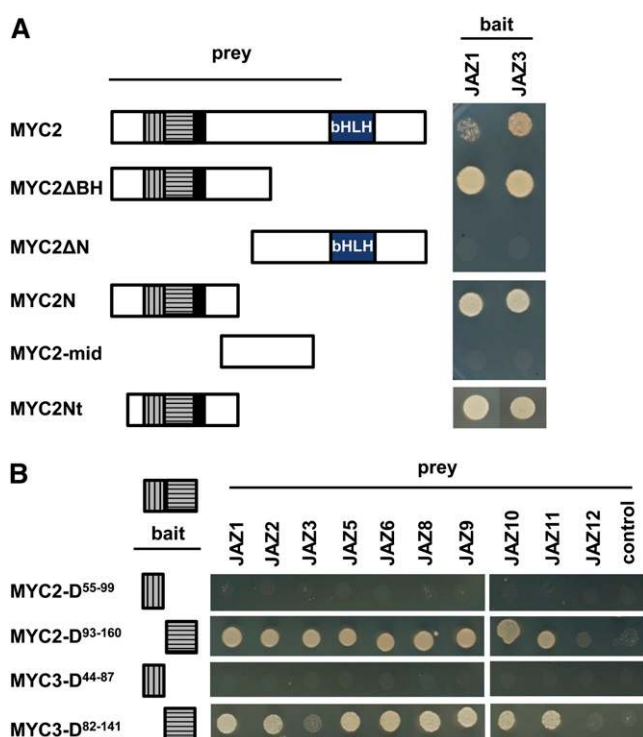 A
prey
bait
JAZ1 JAZ3
MYC2 bHLH
MYC2ΔBH
MYC2ΔN bHLH
MYC2N
MYC2-mid
MYC2Nt
B
prey
bait
JAZ1 JAZ2 JAZ3 JAZ5 JAZ6 JAZ8 JAZ9 JAZ10 JAZ11 JAZ12 control
MYC2-D55-99
MYC2-D93-160
MYC3-D44-87
MYC3-D82-141